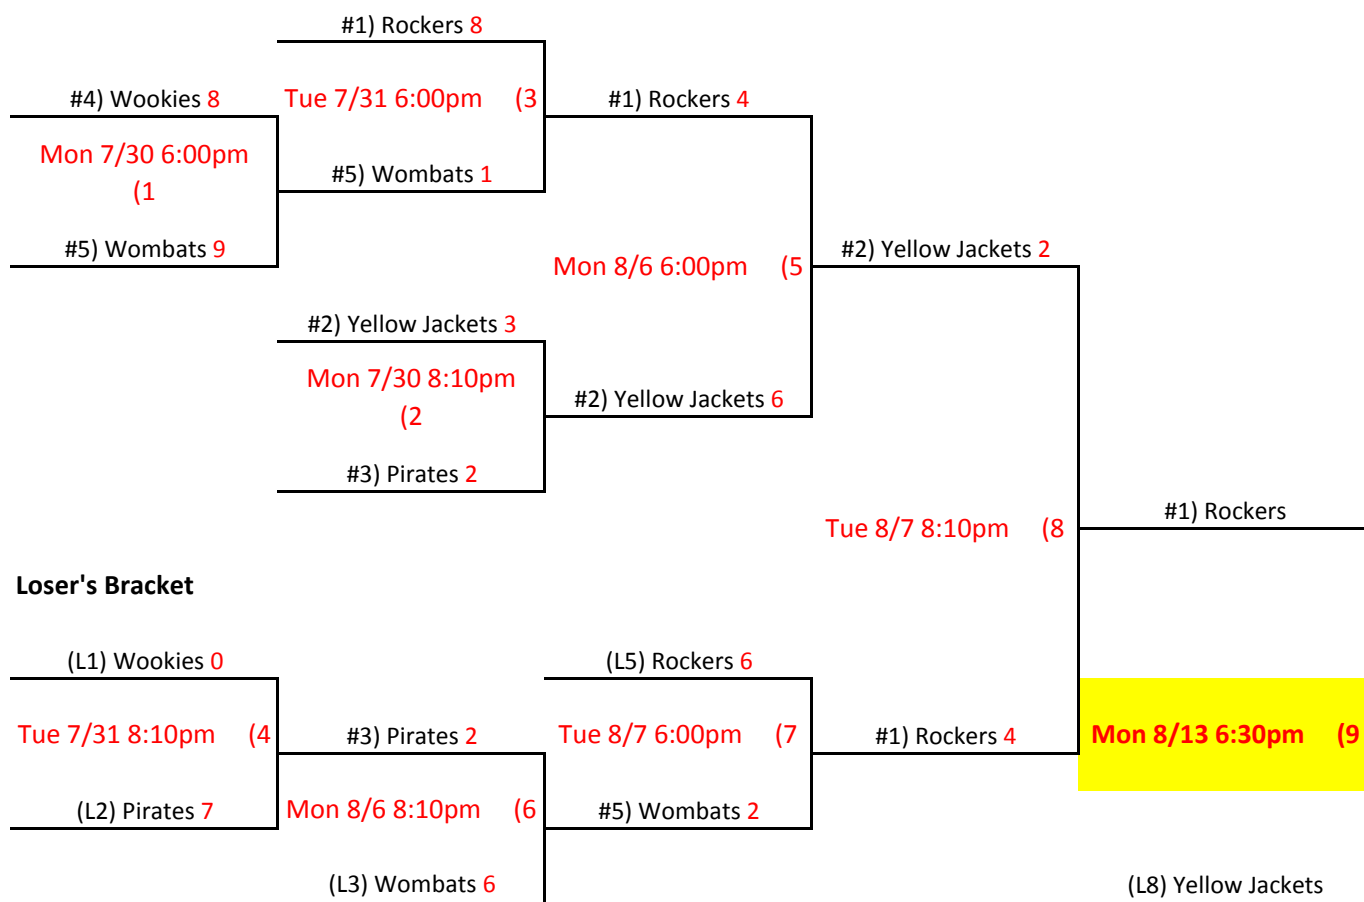 #1) Rockers 8
#4) Wookies 8
Tue 7/31 6:00pm (3
#1) Rockers 4
Mon 7/30 6:00pm
(1
#5) Wombats 1
#5) Wombats 9
Mon 8/6 6:00pm (5
#2) Yellow Jackets 2
#2) Yellow Jackets 3
Mon 7/30 8:10pm
(2
#2) Yellow Jackets 6
#3) Pirates 2
Tue 8/7 8:10pm (8
#1) Rockers
Loser's Bracket
(L1) Wookies 0
(L5) Rockers 6
Tue 7/31 8:10pm (4
#3) Pirates 2
Tue 8/7 6:00pm (7
#1) Rockers 4
Mon 8/13 6:30pm (9
(L2) Pirates 7
Mon 8/6 8:10pm (6
#5) Wombats 2
(L3) Wombats 6
(L8) Yellow Jackets